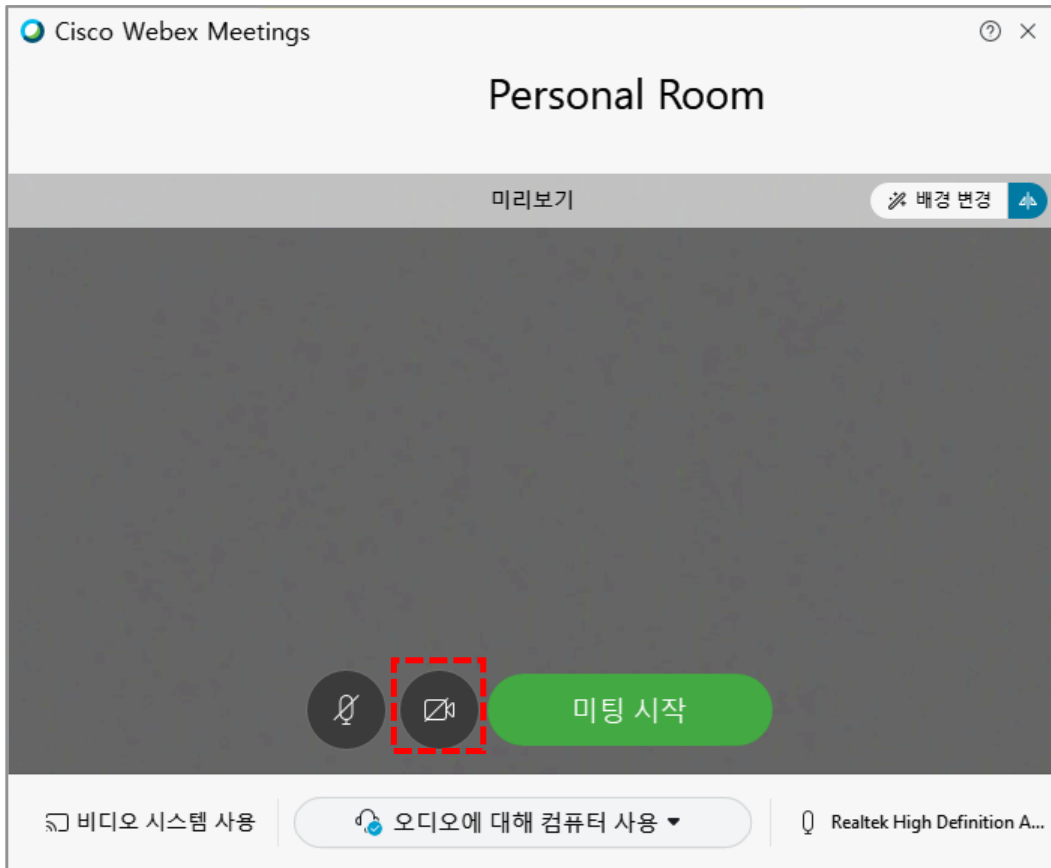 Cisco Webex Meetings
Personal Room
미리보기
배경 변경
미팅 시작
비디오 시스템 사용
오디오에 대해 컴퓨터 사용
Realtek High Definition A...